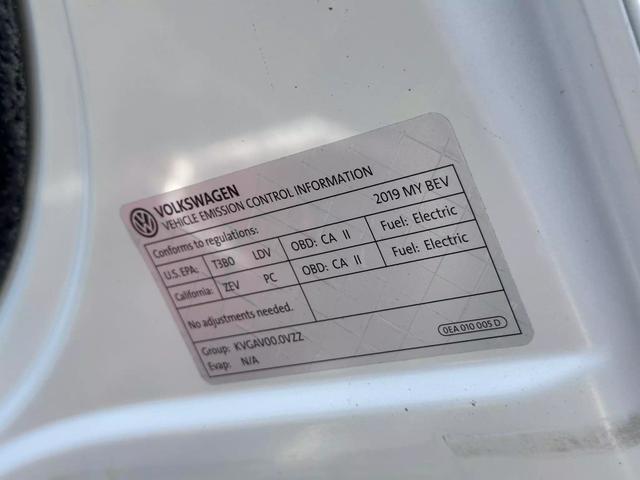 VOLKSWAGEN
VEHICLE EMISSION CONTROL INFORMATION
Conforms to regulations: 2019 MY BEV
U.S. EPA: T3B0 LDV OBD: CA II Fuel: Electric
California: ZEV PC OBD: CA II Fuel: Electric
No adjustments needed.
Group: KVGAV00.0VZZ
Evap: N/A
0EA 010 005 D